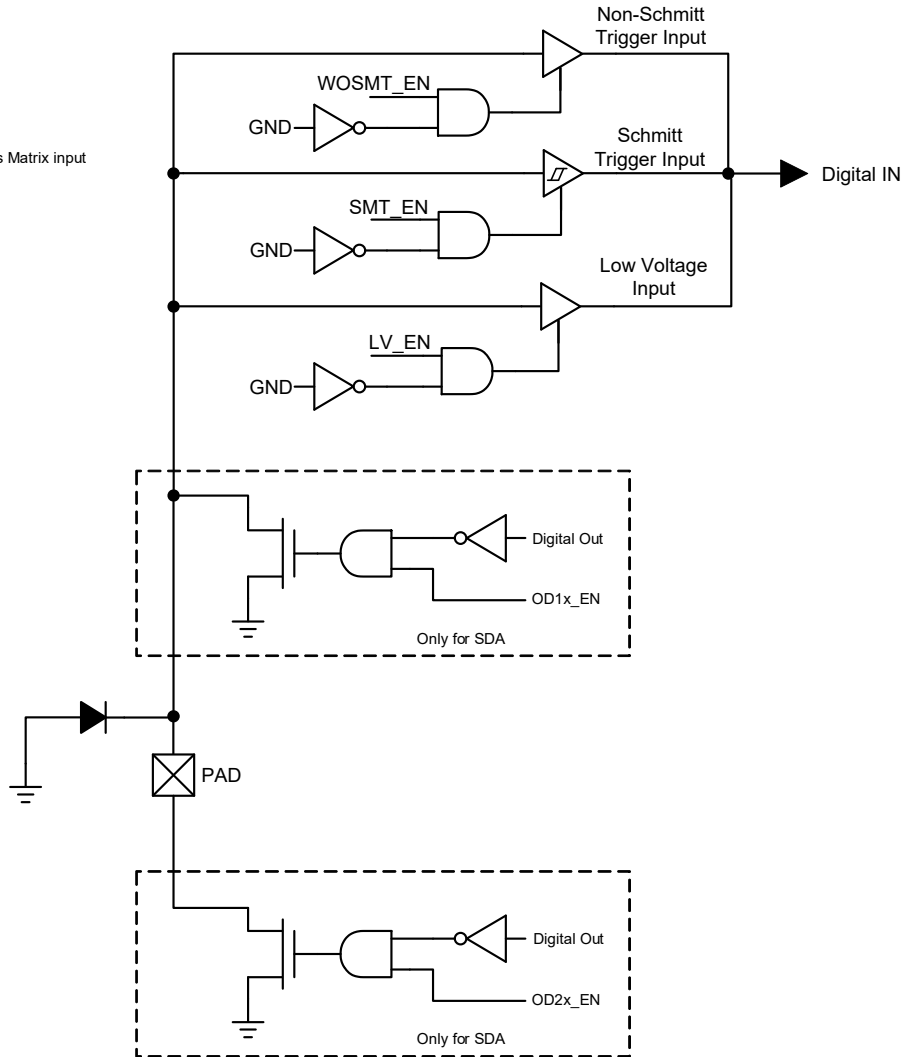 Non-Schmitt
Trigger Input
WOSMT_EN
GND
s Matrix input
Schmitt
Trigger Input
Digital IN
SMT_EN
GND
Low Voltage
Input
LV_EN
GND
Digital Out
OD1x_EN
Only for SDA
PAD
Digital Out
OD2x_EN
Only for SDA